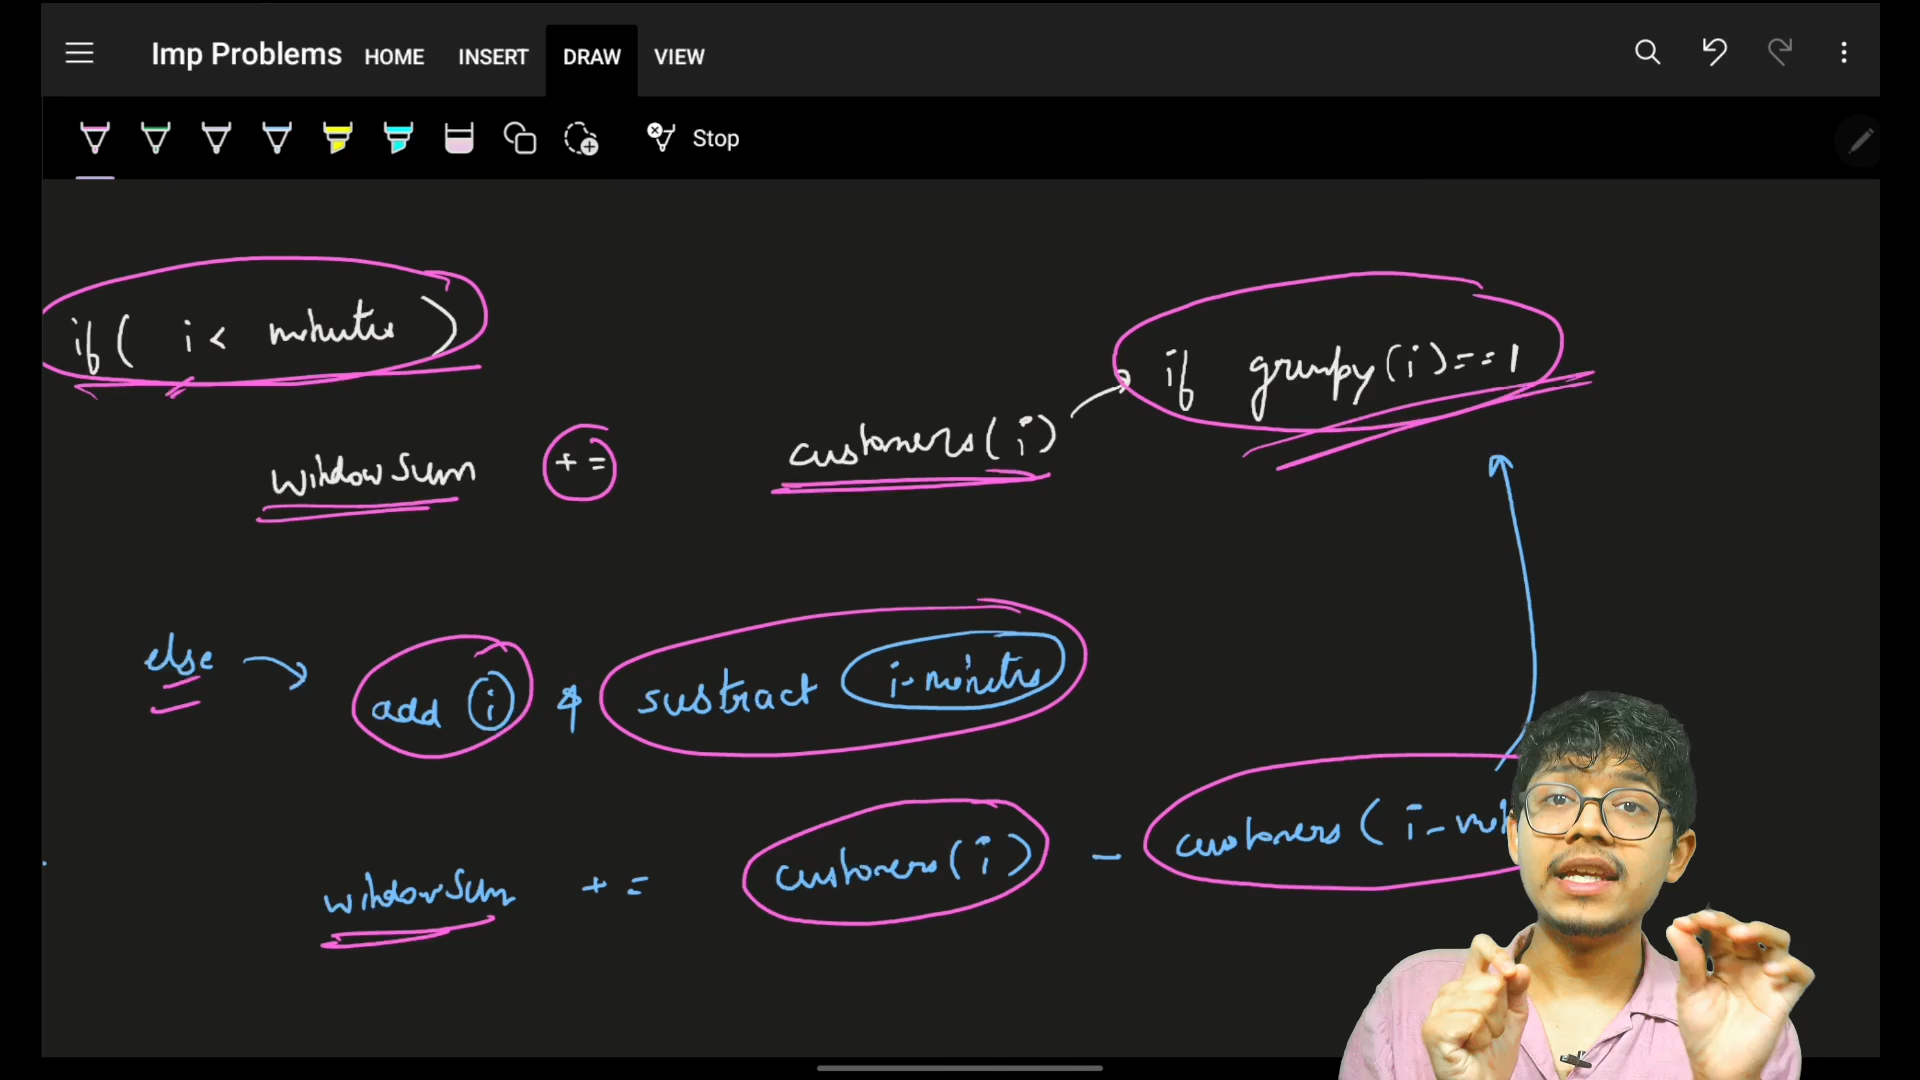 Imp Problems HOME INSERT DRAW VIEW
Stop
if ( i < minutes )
if grumpy(i)==1
windowSum += customers(i)
else → add i & sustract i-minutes
windowSum += customers(i) - customers(i-